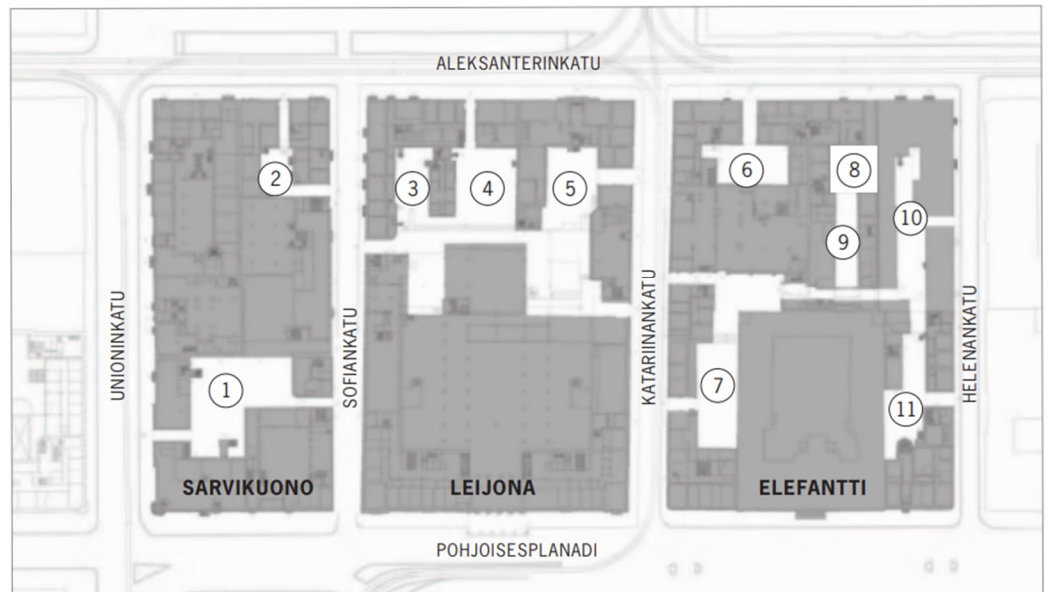 ALEKSANTERINKATU
2
3
4
5
6
8
10
9
UNIONINKATU
SOFIANKATU
KATARIINANKATU
HELENANKATU
1
7
11
SARVIKUONO
LEIJONA
ELEFANTTI
POHJOISESPLANADI